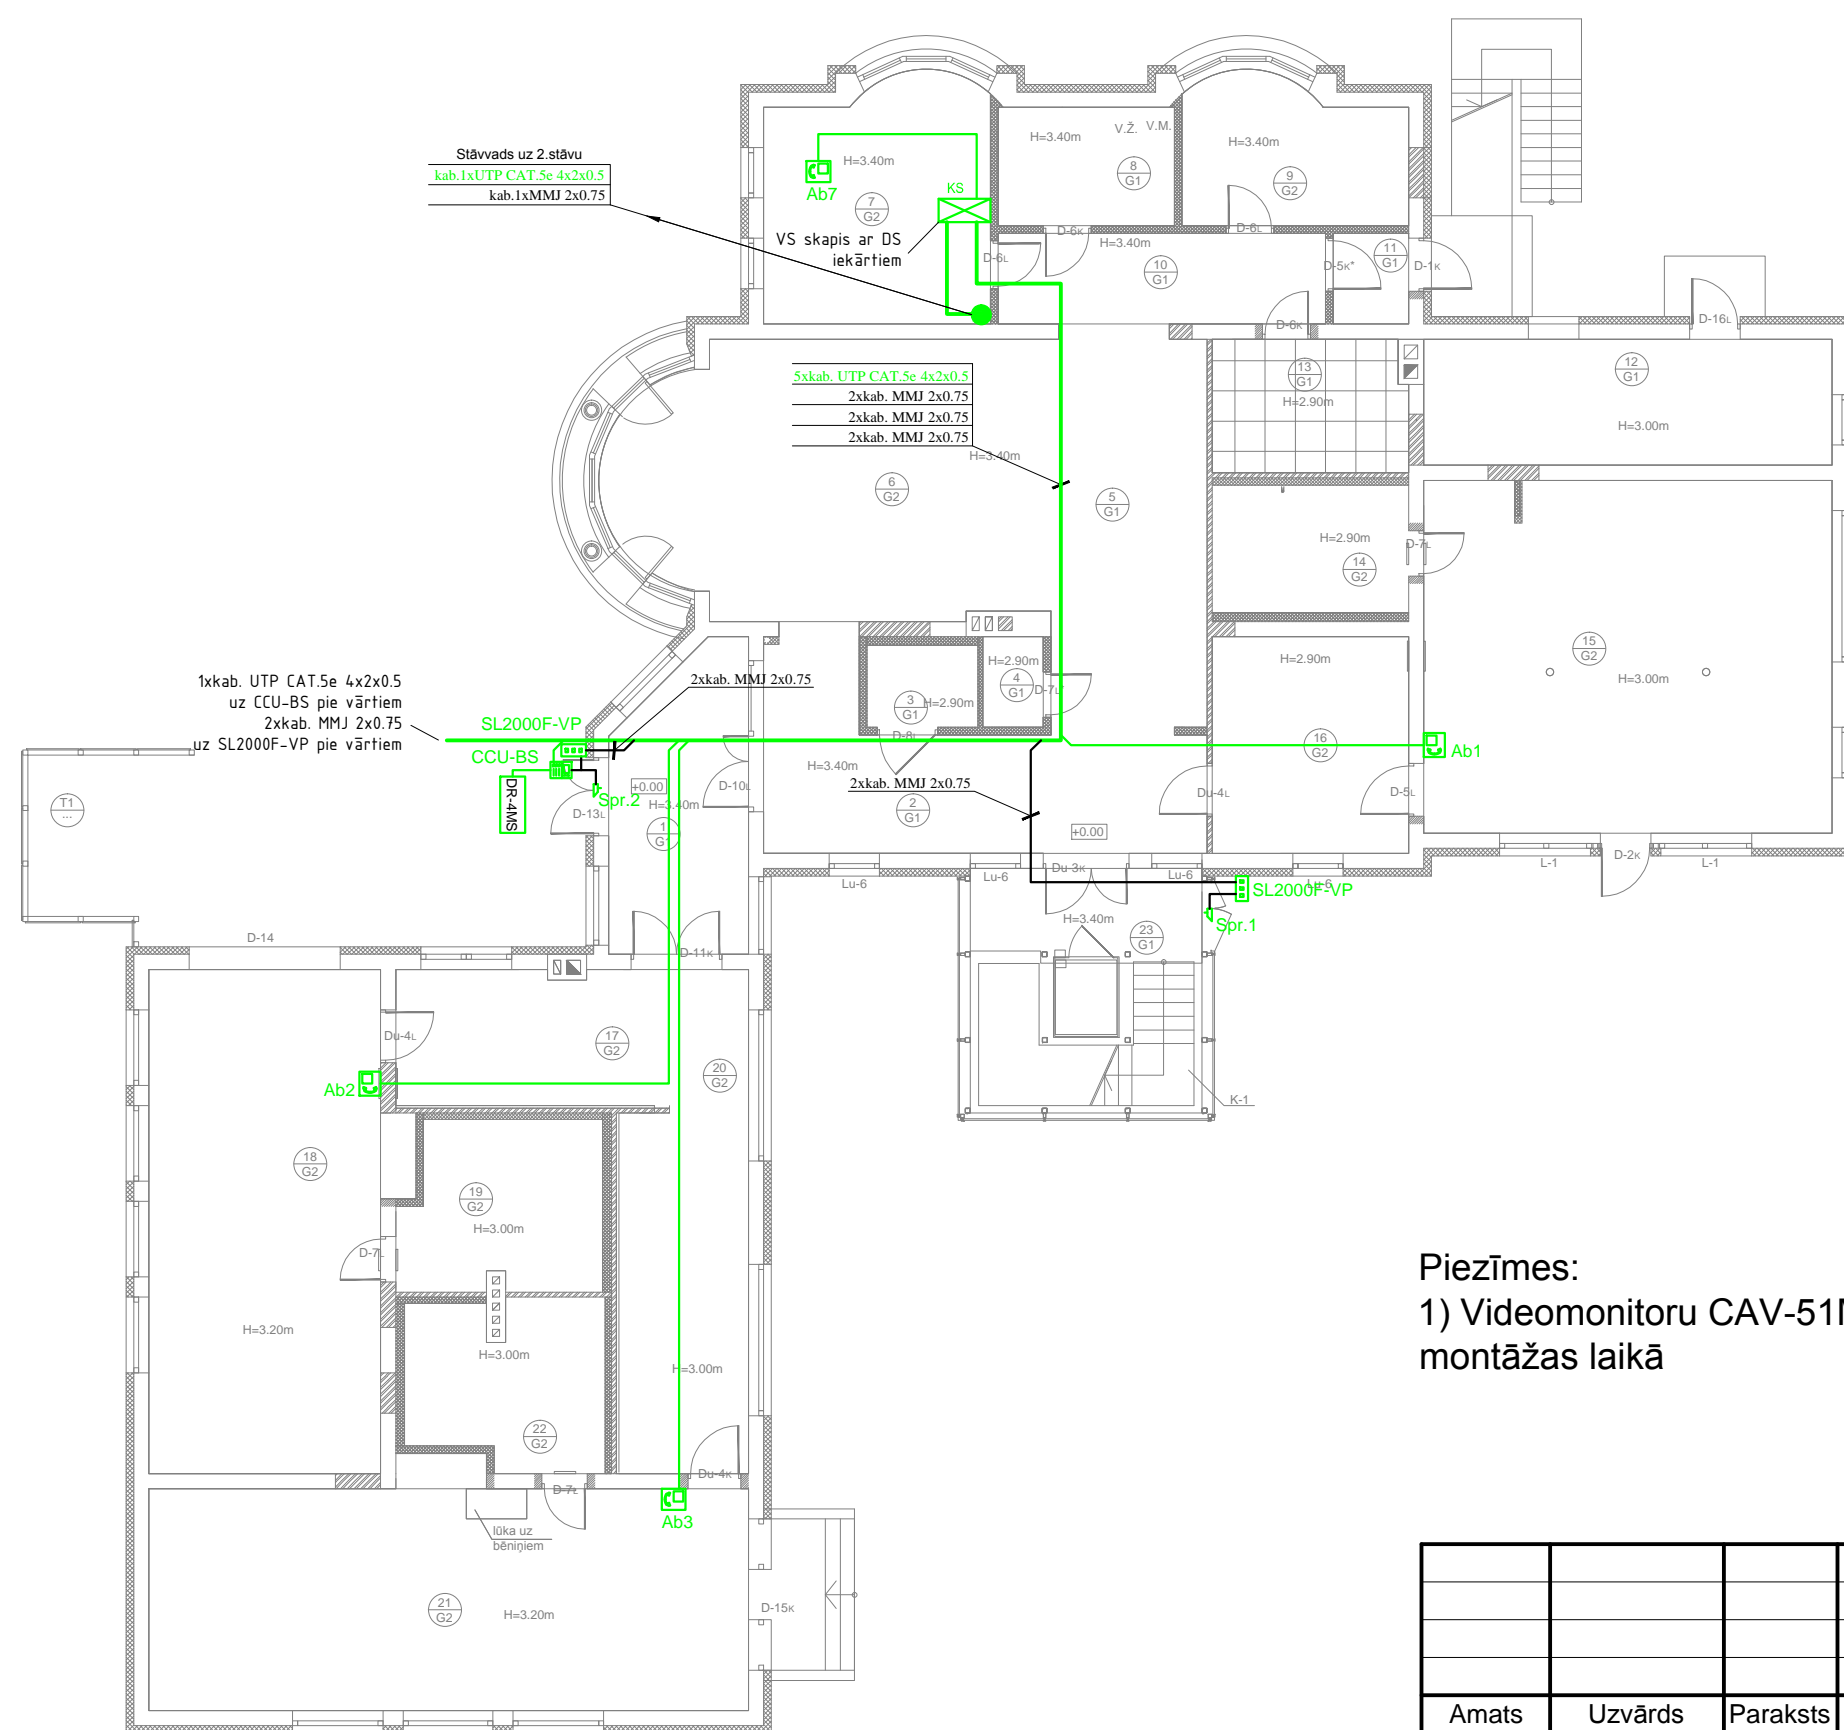 Stāvvads uz 2.stāvu
kab.1xUTP CAT.5e 4x2x0.5
kab.1xMMJ 2x0.75
H=3.40m
Ab7
7
G2
KS
VS skapis ar DS
iekārtiem
H=3.40m
V.Ž.
V.M.
8
G1
H=3.40m
9
G2
D-6L
D-6K
H=3.40m
D-6L
10
G1
D-5K*
11
G1
D-1K
D-6K
D-16L
5xkab. UTP CAT.5e 4x2x0.5
2xkab. MMJ 2x0.75
2xkab. MMJ 2x0.75
2xkab. MMJ 2x0.75
H=3.40m
6
G2
5
G1
13
G1
H=2.90m
12
G1
H=3.00m
H=2.90m
14
G2
D-7L
15
G2
H=3.00m
1xkab. UTP CAT.5e 4x2x0.5
uz CCU-BS pie vārtiem
2xkab. MMJ 2x0.75
uz SL2000F-VP pie vārtiem
2xkab. MMJ 2x0.75
SL2000F-VP
CCU-BS
DR-4MS
Spr.2
D-13L
T1
...
+0.00
H=3.40m
1
G1
D-10L
H=2.90m
4
G1
D-7L
3
G1
H=2.90m
D-8L
H=3.40m
2xkab. MMJ 2x0.75
2
G1
+0.00
H=2.90m
16
G2
Du-4L
D-5L
Ab1
Lu-6
Lu-6
Du-3K
Lu-6
Lu-6
L-1
D-2K
L-1
SL2000F-VP
Spr.1
H=3.40m
23
G1
K-1
D-14
D-11K
Du-4L
17
G2
20
G2
Ab2
18
G2
19
G2
H=3.00m
D-7L
H=3.20m
H=3.00m
H=3.00m
22
G2
Du-4K
D-7L
Ab3
lūka uz
bēniņiem
21
G2
H=3.20m
D-15K
Piezīmes:
1) Videomonitoru CAV-51
montāžas laikā
Amats Uzvārds Paraksts